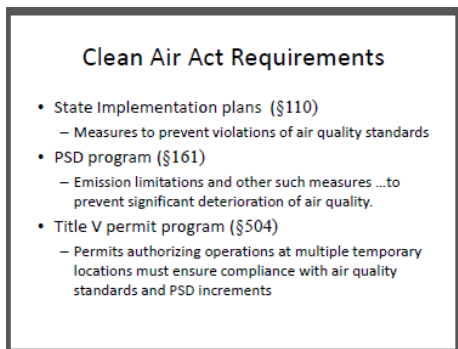 Clean Air Act Requirements
• State Implementation plans (§110)
– Measures to prevent violations of air quality standards
• PSD program (§161)
– Emission limitations and other such measures ...to
prevent significant deterioration of air quality.
• Title V permit program (§504)
– Permits authorizing operations at multiple temporary
locations must ensure compliance with air quality
standards and PSD increments